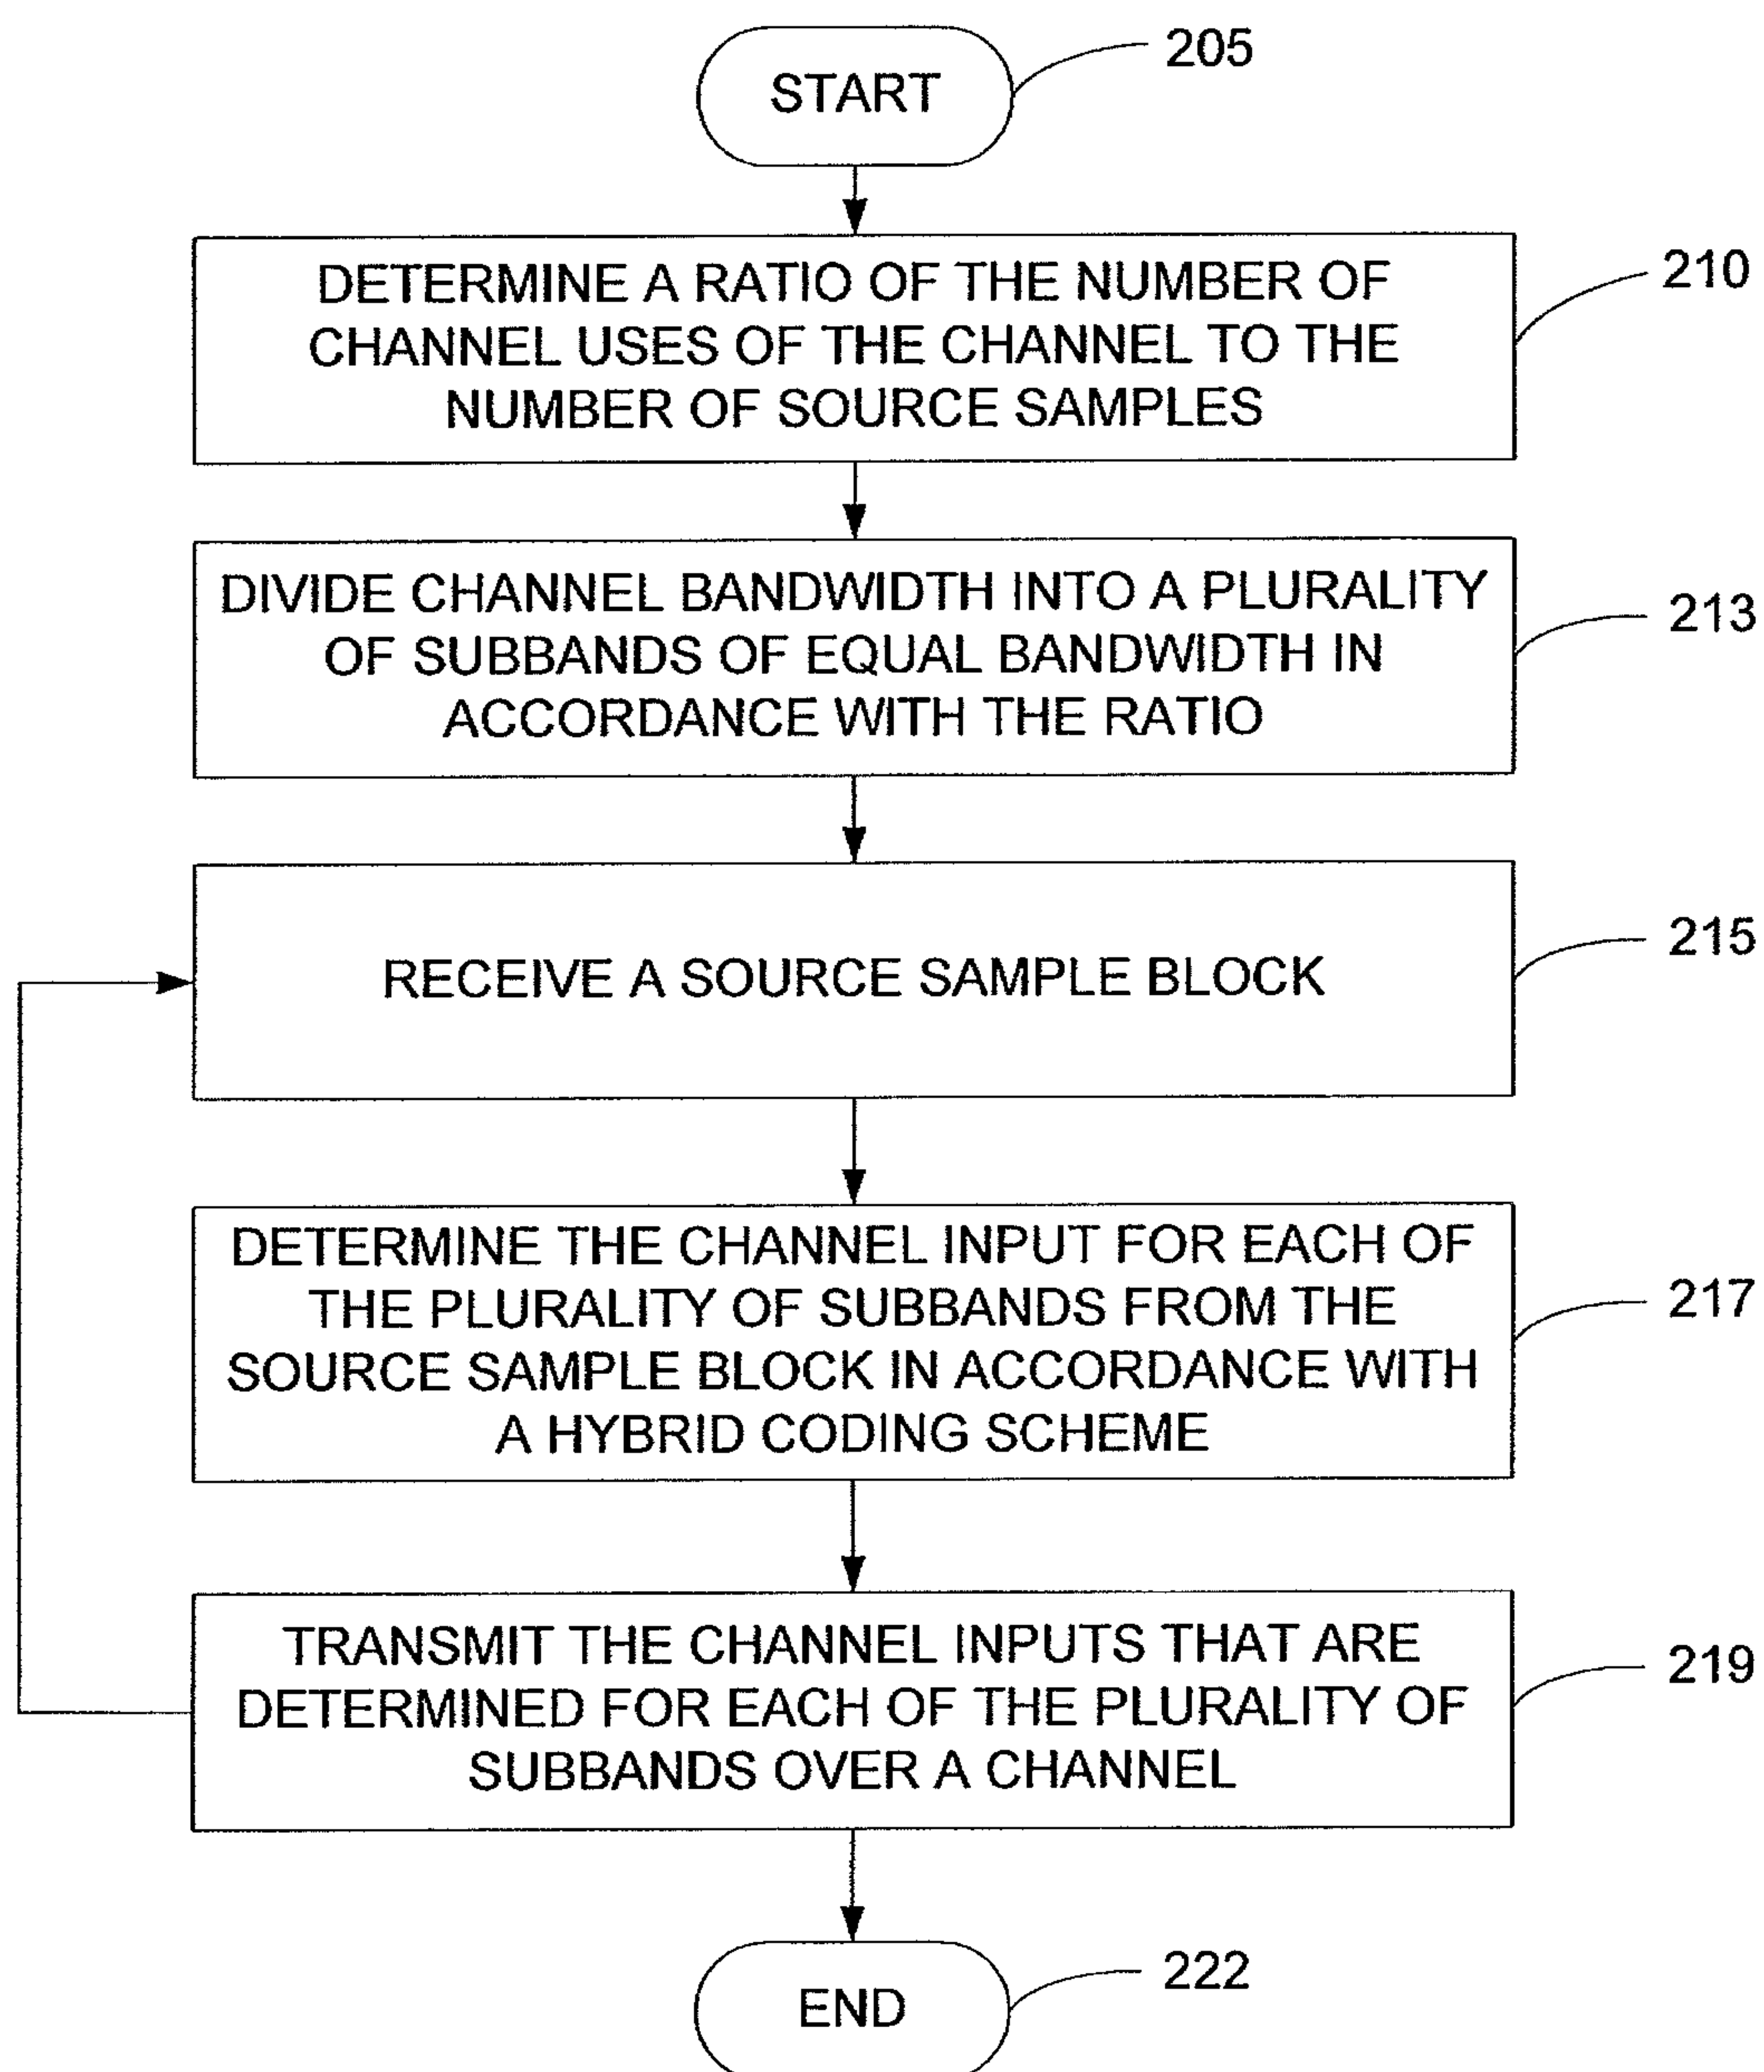 START
205
DETERMINE A RATIO OF THE NUMBER OF
CHANNEL USES OF THE CHANNEL TO THE
NUMBER OF SOURCE SAMPLES
210
DIVIDE CHANNEL BANDWIDTH INTO A PLURALITY
OF SUBBANDS OF EQUAL BANDWIDTH IN
ACCORDANCE WITH THE RATIO
213
RECEIVE A SOURCE SAMPLE BLOCK
215
DETERMINE THE CHANNEL INPUT FOR EACH OF
THE PLURALITY OF SUBBANDS FROM THE
SOURCE SAMPLE BLOCK IN ACCORDANCE WITH
A HYBRID CODING SCHEME
217
TRANSMIT THE CHANNEL INPUTS THAT ARE
DETERMINED FOR EACH OF THE PLURALITY OF
SUBBANDS OVER A CHANNEL
219
END
222